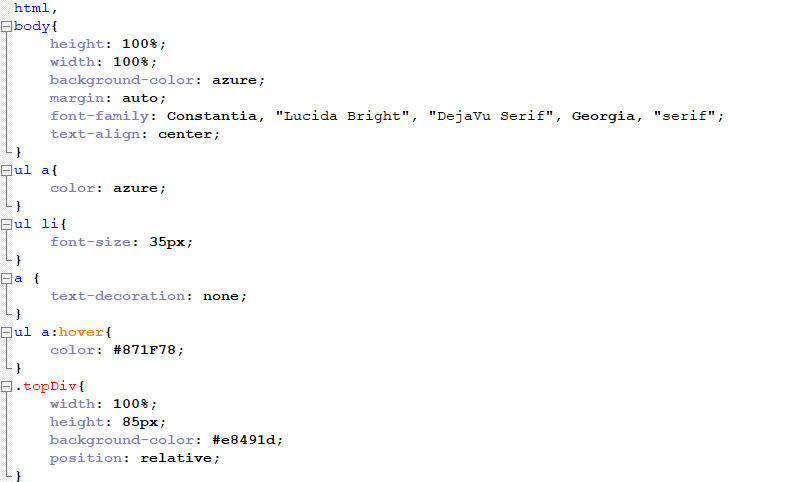 html,
body{
    height: 100%;
    width: 100%;
    background-color: azure;
    margin: auto;
    font-family: Constantia, "Lucida Bright", "DejaVu Serif", Georgia, "serif";
    text-align: center;
}
ul a{
    color: azure;
}
ul li{
    font-size: 35px;
}
a {
    text-decoration: none;
}
ul a:hover{
    color: #871F78;
}
.topDiv{
    width: 100%;
    height: 85px;
    background-color: #e8491d;
    position: relative;
}